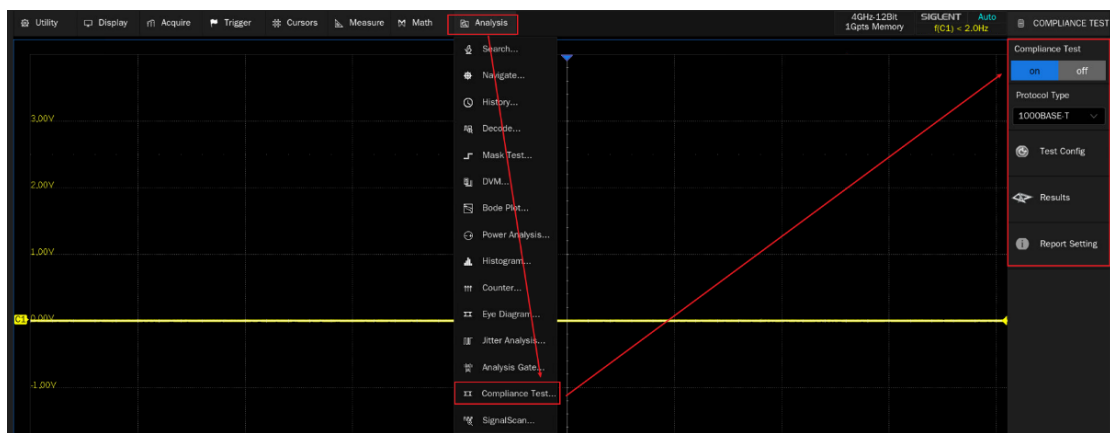 Utility
Display
Acquire
Trigger
Cursors
Measure
M Math
Analysis
4GHz-12Bit
1Gpts Memory
SIGLENT Auto
f(C1) < 2.0Hz
COMPLIANCE TEST
Search...
Navigate...
History...
Decode...
Mask Test...
DVM...
Bode Plot...
Power Analysis...
Histogram...
Counter...
Eye Diagram...
Jitter Analysis...
Analysis Gate...
Compliance Test...
SignalScan...
3.00V
2.00V
1.00V
C1 0.00V
-1.00V
Compliance Test
on off
Protocol Type
1000BASE-T
Test Config
Results
Report Setting